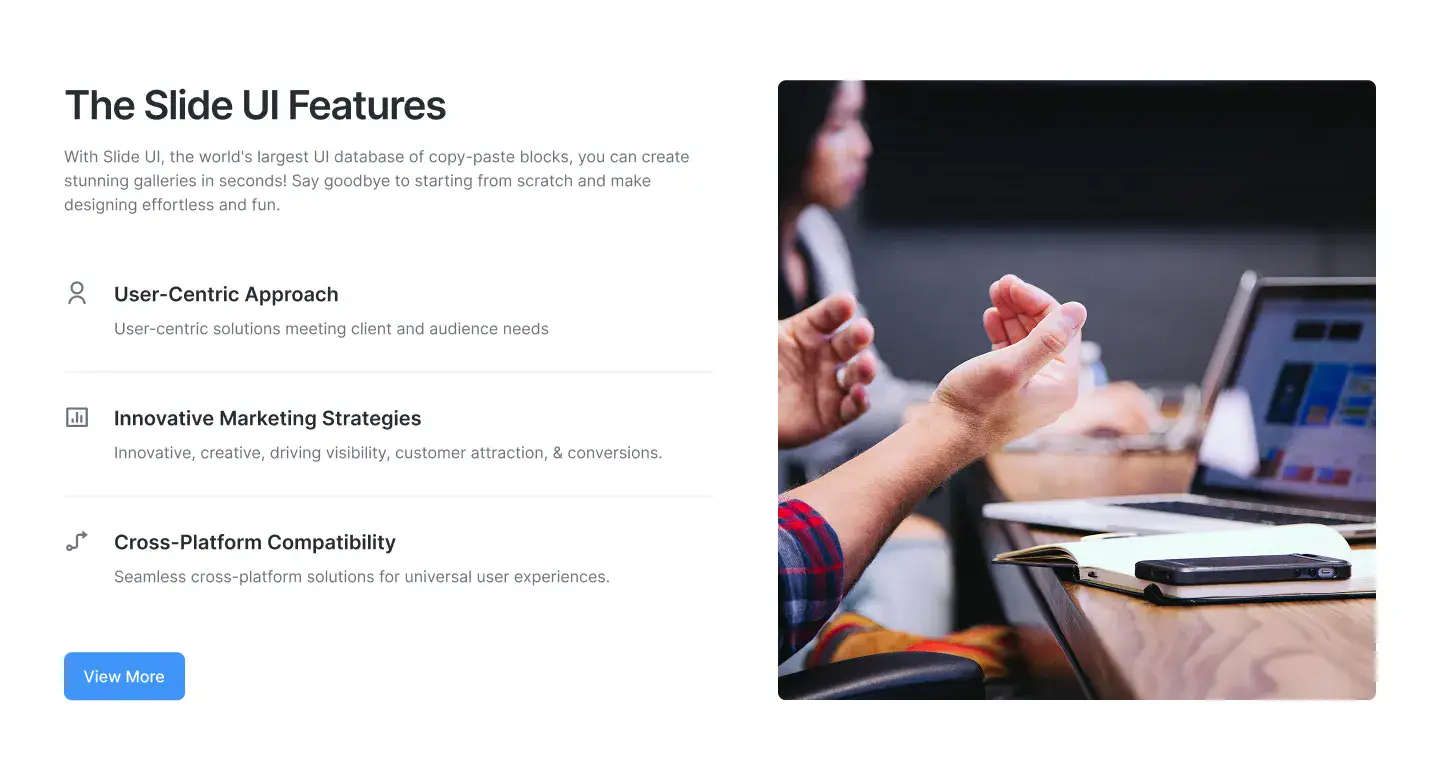 The Slide UI Features
With Slide UI, the world's largest UI database of copy-paste blocks, you can create
stunning galleries in seconds! Say goodbye to starting from scratch and make
designing effortless and fun.
User-Centric Approach
User-centric solutions meeting client and audience needs
Innovative Marketing Strategies
Innovative, creative, driving visibility, customer attraction, & conversions.
Cross-Platform Compatibility
Seamless cross-platform solutions for universal user experiences.
View More